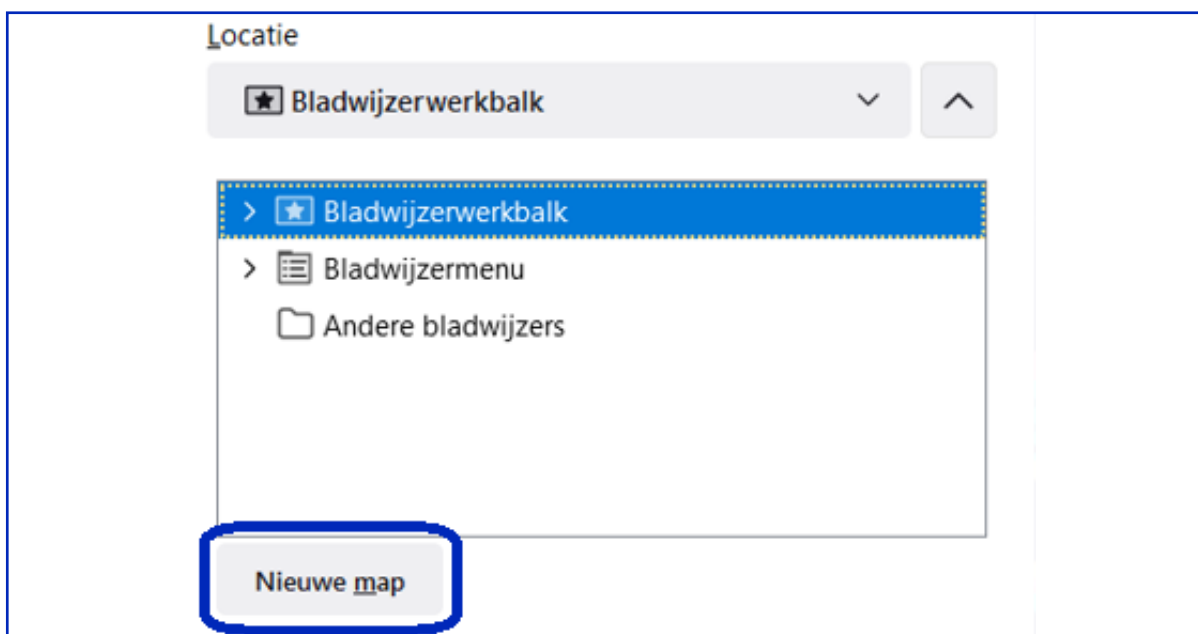 Locatie
Bladwijzerwerkbalk
Bladwijzerwerkbalk
Bladwijzermenu
Andere bladwijzers
Nieuwe map